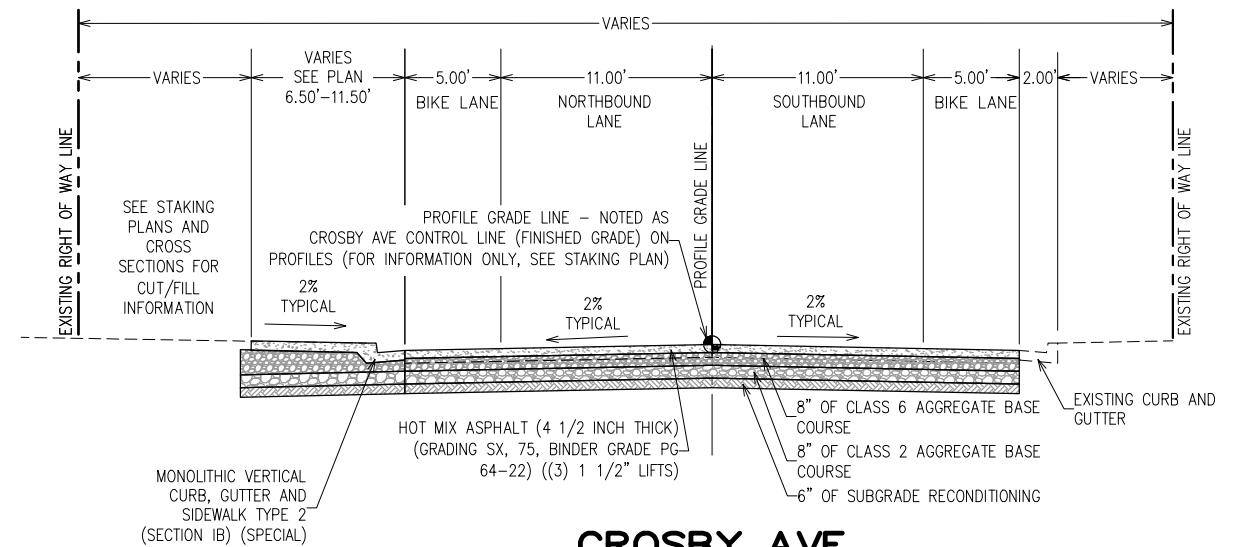 VARIES
VARIES
VARIES
SEE PLAN
6.50'-11.50'
5.00'
BIKE LANE
11.00'
NORTHBOUND
LANE
11.00'
SOUTHBOUND
LANE
5.00'
BIKE LANE
2.00'
VARIES
EXISTING RIGHT OF WAY LINE
SEE STAKING
PLANS AND
CROSS
SECTIONS FOR
CUT/FILL
INFORMATION
PROFILE GRADE LINE – NOTED AS
CROSBY AVE CONTROL LINE (FINISHED GRADE) ON
PROFILES (FOR INFORMATION ONLY, SEE STAKING PLAN)
PROFILE GRADE LINE
EXISTING RIGHT OF WAY LINE
2%
TYPICAL
2%
TYPICAL
2%
TYPICAL
HOT MIX ASPHALT (4 1/2 INCH THICK)
(GRADING SX, 75, BINDER GRADE PG
64-22) ((3) 1 1/2" LIFTS)
8" OF CLASS 6 AGGREGATE BASE
COURSE
8" OF CLASS 2 AGGREGATE BASE
COURSE
6" OF SUBGRADE RECONDITIONING
EXISTING CURB AND
GUTTER
MONOLITHIC VERTICAL
CURB, GUTTER AND
SIDEWALK TYPE 2
(SECTION IB) (SPECIAL)
CROSBY AVE